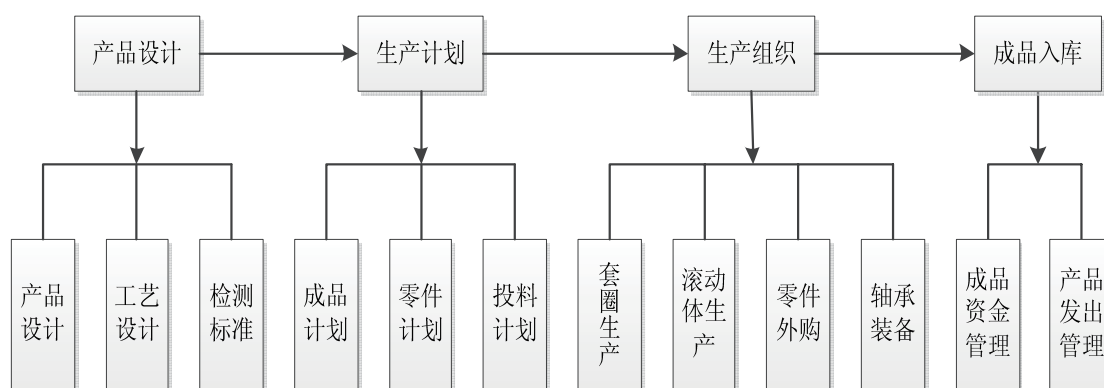 产品设计
生产计划
生产组织
成品入库
产品
设计
工艺
设计
检测
标准
成品
计划
零件
计划
投料
计划
套
圈
生
产
滚动
体生
产
零件
外购
轴承
装备
成品
资金
管理
产品
发出
管理